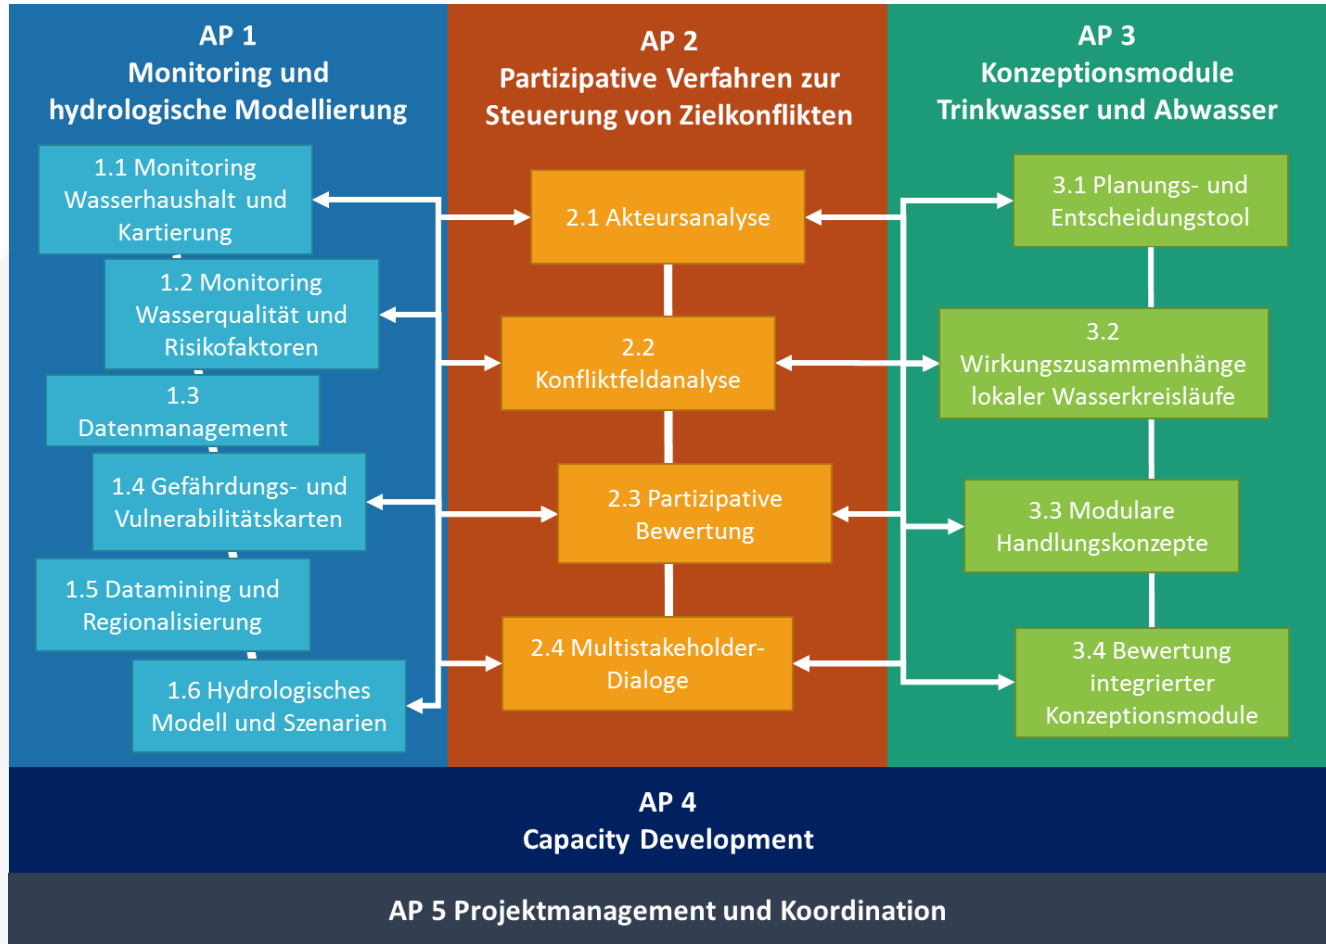 AP 1
Monitoring und
hydrologische Modellierung
1.1 Monitoring
Wasserhaushalt und
Kartierung
1.2 Monitoring
Wasserqualität und
Risikofaktoren
1.3
Datenmanagement
1.4 Gefährdungs- und
Vulnerabilitätskarten
1.5 Datamining und
Regionalisierung
1.6 Hydrologisches
Modell und Szenarien
AP 2
Partizipative Verfahren zur
Steuerung von Zielkonflikten
2.1 Akteursanalyse
2.2
Konfliktfeldanalyse
2.3 Partizipative
Bewertung
2.4 Multistakeholder-
Dialoge
AP 3
Konzeptionsmodule
Trinkwasser und Abwasser
3.1 Planungs- und
Entscheidungstool
3.2
Wirkungszusammenhänge
lokaler Wasserkreisläufe
3.3 Modulare
Handlungskonzepte
3.4 Bewertung
integrierter
Konzeptionsmodule
AP 4
Capacity Development
AP 5 Projektmanagement und Koordination